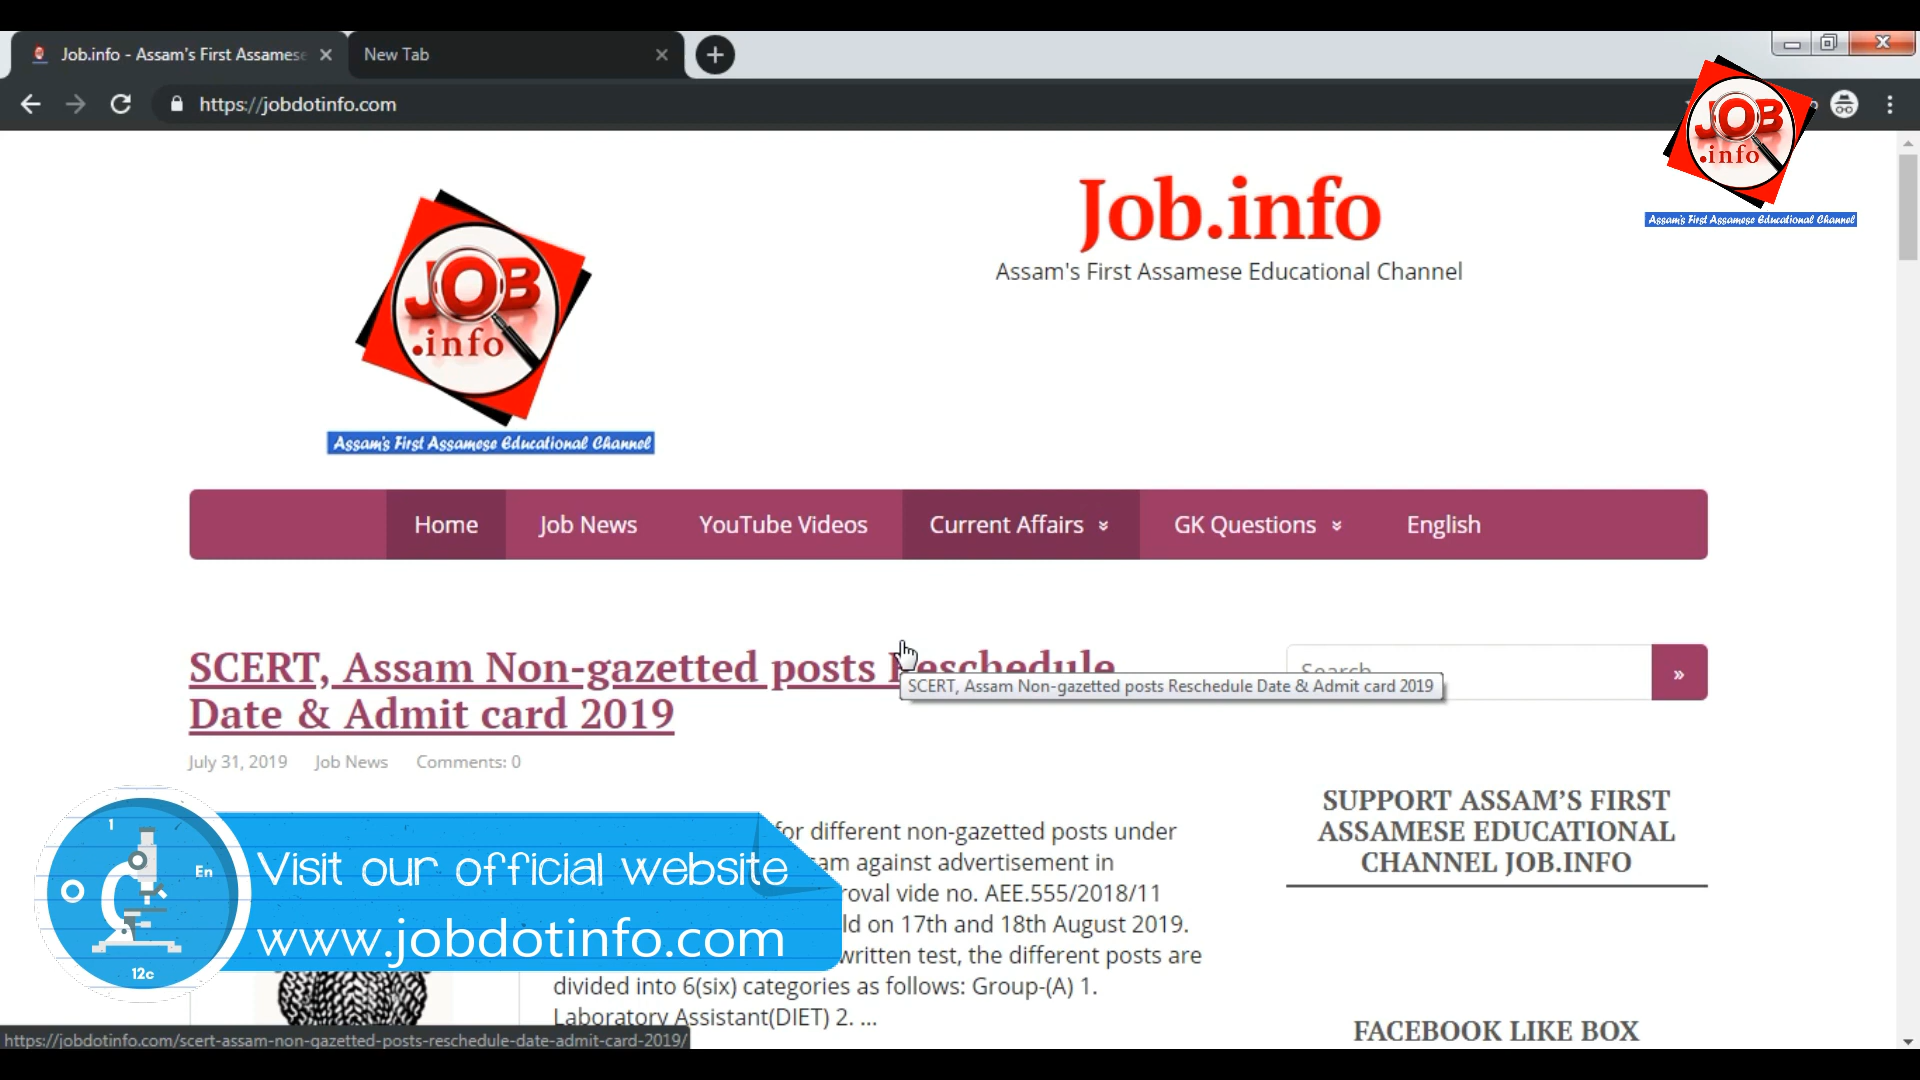 Job.info - Assam's First Assamese
New Tab
https://jobdotinfo.com
JOB
.info
Assam's First Assamese Educational Channel
JOB
.info
Assam's First Assamese Educational Channel
Job.info
Assam's First Assamese Educational Channel
Home
Job News
YouTube Videos
Current Affairs
GK Questions
English
SCERT, Assam Non-gazetted posts Reschedule
Date & Admit card 2019
SCERT, Assam Non-gazetted posts Reschedule Date & Admit card 2019
Search
»
July 31, 2019 Job News Comments: 0
SUPPORT ASSAM'S FIRST
ASSAMESE EDUCATIONAL
CHANNEL JOB.INFO
for different non-gazetted posts under
against advertisement in
vide no. AEE.555/2018/11
on 17th and 18th August 2019.
written test, the different posts are
divided into 6(six) categories as follows: Group-(A) 1.
Laboratory Assistant(DIET) 2. ...
1
En
12c
Visit our official website
www.jobdotinfo.com
FACEBOOK LIKE BOX
https://jobdotinfo.com/scert-assam-non-gazetted-posts-reschedule-date-admit-card-2019/